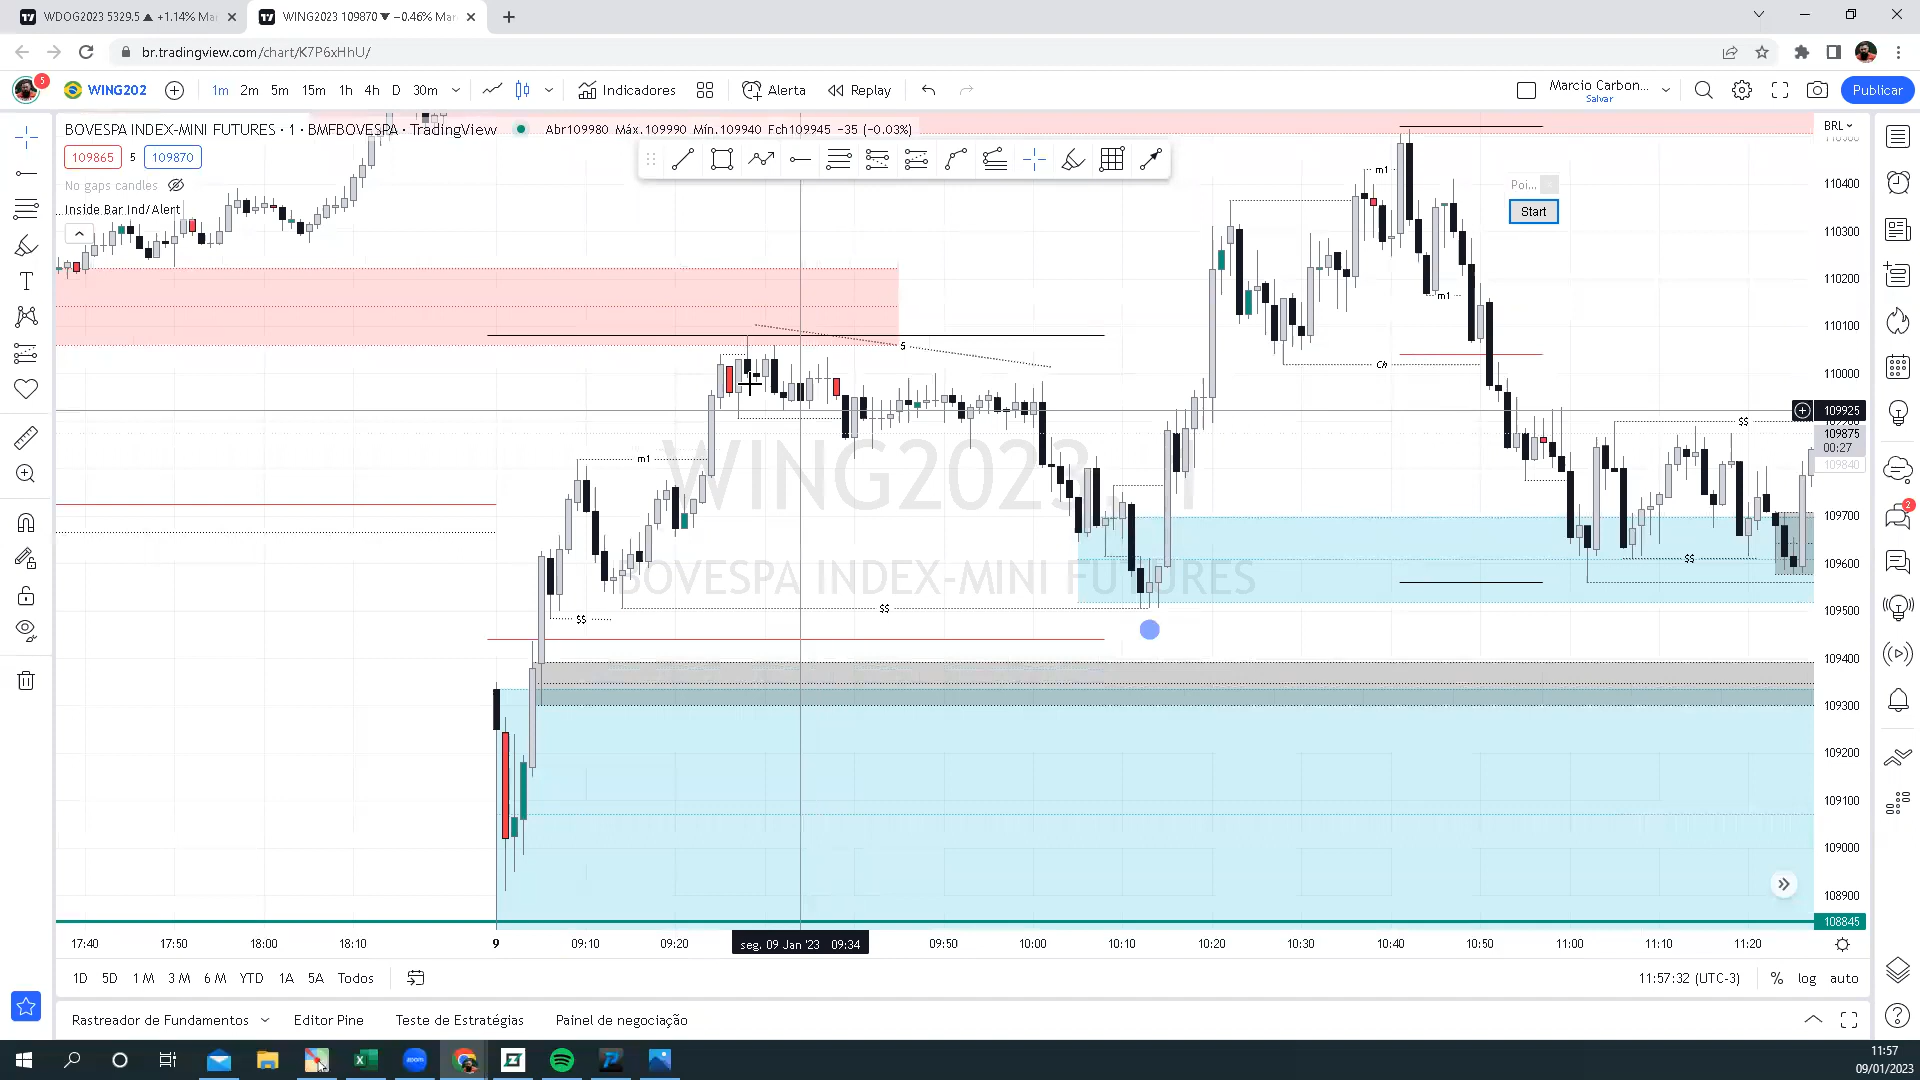 WDOG2023 5329.5 ▲ +1.14% Ma
WING2023 109870 ▼ −0.46% Ma
br.tradingview.com/chart/K7P6xHhU/
5
WING202
1m 2m 5m 15m 1h 4h D 30m
Indicadores
Alerta
Replay
Marcio Carbon...
Salvar
Publicar
BOVESPA INDEX-MINI FUTURES · 1 · BMFBOVESPA · TradingView
Abr109980 Máx.109990 Mín.109940 Fch109945 −35 (−0.03%)
BRL
109865 5 109870
No gaps candles
Inside Bar Ind/Alert
Poi...
Start
m1
m1
m1
Ch
5
$$
$$
$$
$$
WING2023, 1
BOVESPA INDEX-MINI FUTURES
110400
110300
110200
110100
110000
109925
109875
00:27
109840
109700
109600
109500
109400
109300
109200
109100
109000
108900
108845
2
17:40 17:50 18:00 18:10 9 09:10 09:20 seg. 09 Jan '23 09:34 09:50 10:00 10:10 10:20 10:30 10:40 10:50 11:00 11:10 11:20
1D 5D 1M 3M 6M YTD 1A 5A Todos
11:57:32 (UTC-3) % log auto
Rastreador de Fundamentos Editor Pine Teste de Estratégias Painel de negociação
zoom
11:57
09/01/2023